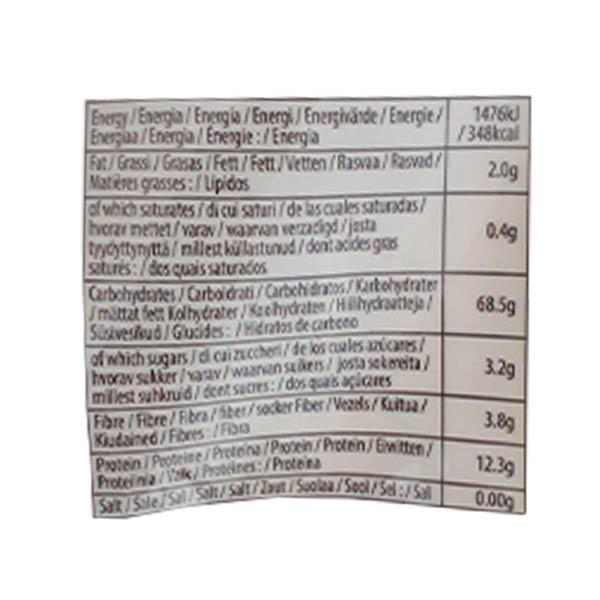 Energy / Energia / Energía / Energi / Energivärde / Energie / 1476kJ
Energiaa / Energia / Énergie : / Energia / 348kcal
Fat / Grassi / Grasas / Fett / Fett / Vetten / Rasvaa / Rasvad / 2.0g
Matières grasses : / Lipidos
of which saturates / di cui saturi / de las cuales saturadas /
hvorav mettet / varav / waarvan verzadigd / josta 0.4g
tyydyttynyttä / millest küllastunud / dont acides gras
saturés : / dos quais saturados
Carbohydrates / Carboidrati / Carbohidratos / Karbohydrater
/ mättat fett Kolhydrater / Koolhydraten / Hiilihydraatteja / 68.5g
Süsivesikud / Glucides : / Hidratos de carbono
of which sugars / di cui zuccheri / de los cuales azúcares /
hvorav sukker / varav / waarvan suikers / josta sokereita / 3.2g
millest suhkruid / dont sucres : / dos quais açúcares
Fibre / Fibre / Fibra / fiber / socker Fiber / Vezels / Kuitua / 3.8g
Kiudained / Fibres : / Fibra
Protein / Proteine / Proteína / Protein / Protein / Eiwitten / 12.3g
Proteiinia / Valk / Protéines : / Proteína
Salt / Sale / Sal / Salt / Salt / Zout / Suolaa / Sool / Sel : / Sal 0.00g